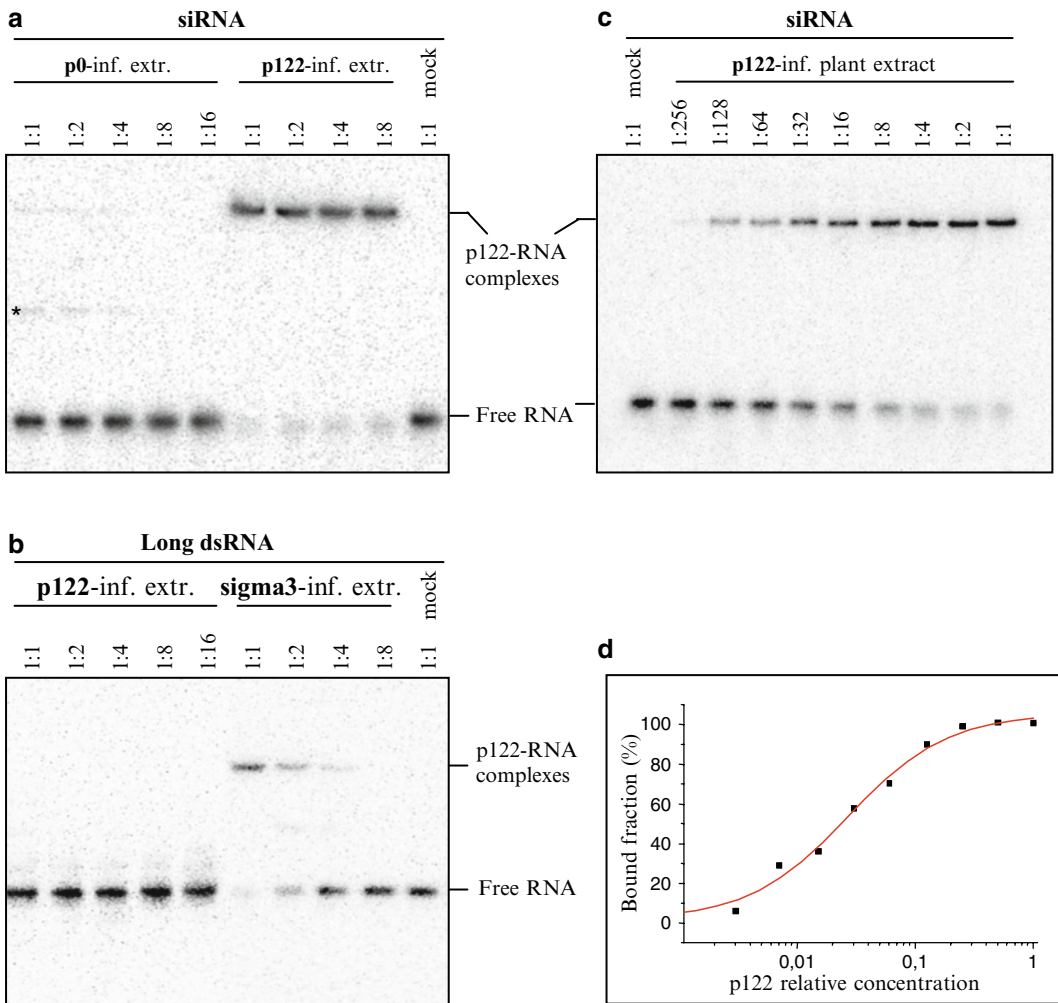 a
siRNA
p0-inf. extr.
p122-inf. extr.
mock
1:1
1:2
1:4
1:8
1:16
1:1
1:2
1:4
1:8
1:1
*
p122-RNA
complexes
Free RNA
c
siRNA
mock
p122-inf. plant extract
1:1
1:256
1:128
1:64
1:32
1:16
1:8
1:4
1:2
1:1
b
Long dsRNA
p122-inf. extr.
sigma3-inf. extr.
mock
1:1
1:2
1:4
1:8
1:16
1:1
1:2
1:4
1:8
1:1
p122-RNA
complexes
Free RNA
d
Bound fraction (%)
100
80
60
40
20
0
0,01
0,1
1
p122 relative concentration